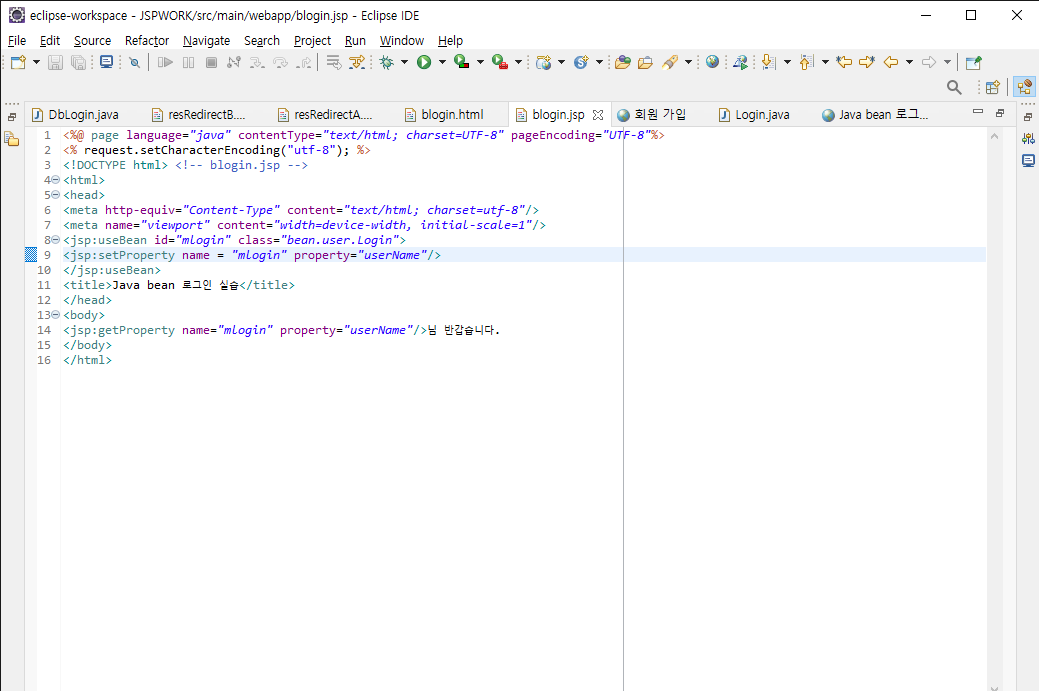 eclipse-workspace - JSPWORK/src/main/webapp/blogin.jsp - Eclipse IDE
File Edit Source Refactor Navigate Search Project Run Window Help
DbLogin.java resRedirectB.... resRedirectA.... blogin.html blogin.jsp 회원 가입 Login.java Java bean 로그...
1 <%@ page language="java" contentType="text/html; charset=UTF-8" pageEncoding="UTF-8"%>
2 <% request.setCharacterEncoding("utf-8"); %>
3 <!DOCTYPE html> <!-- blogin.jsp -->
4 <html>
5 <head>
6 <meta http-equiv="Content-Type" content="text/html; charset=utf-8"/>
7 <meta name="viewport" content="width=device-width, initial-scale=1"/>
8 <jsp:useBean id="mlogin" class="bean.user.Login">
9 <jsp:setProperty name = "mlogin" property="userName"/>
10 </jsp:useBean>
11 <title>Java bean 로그인 실습</title>
12 </head>
13 <body>
14 <jsp:getProperty name="mlogin" property="userName"/>님 반갑습니다.
15 </body>
16 </html>